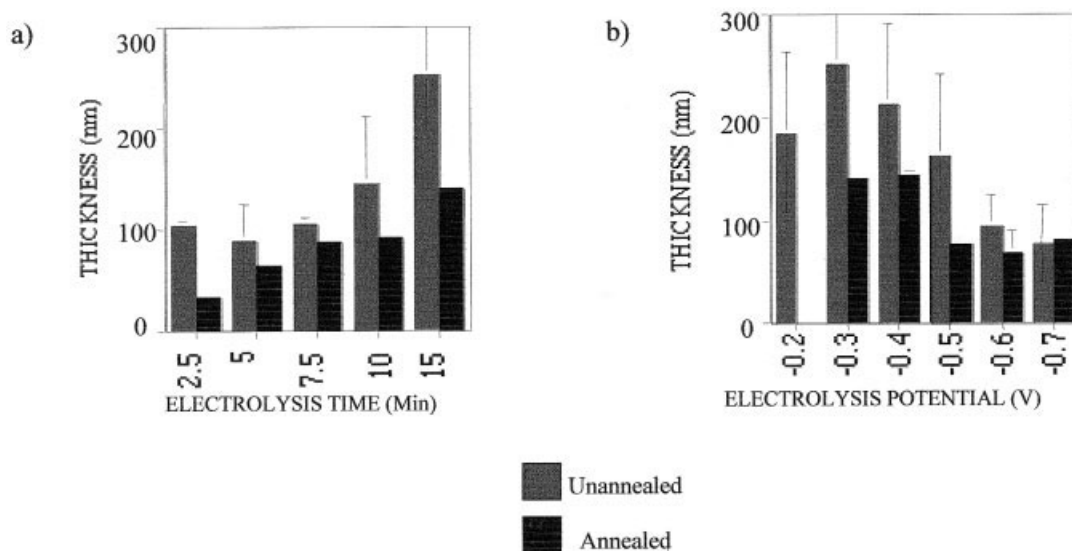 a)
300
200
100
0
THICKNESS (nm)
2.5
5
7.5
10
15
ELECTROLYSIS TIME (Min)
b)
300
200
100
0
THICKNESS (nm)
-0.2
-0.3
-0.4
-0.5
-0.6
-0.7
ELECTROLYSIS POTENTIAL (V)
Unannealed
Annealed